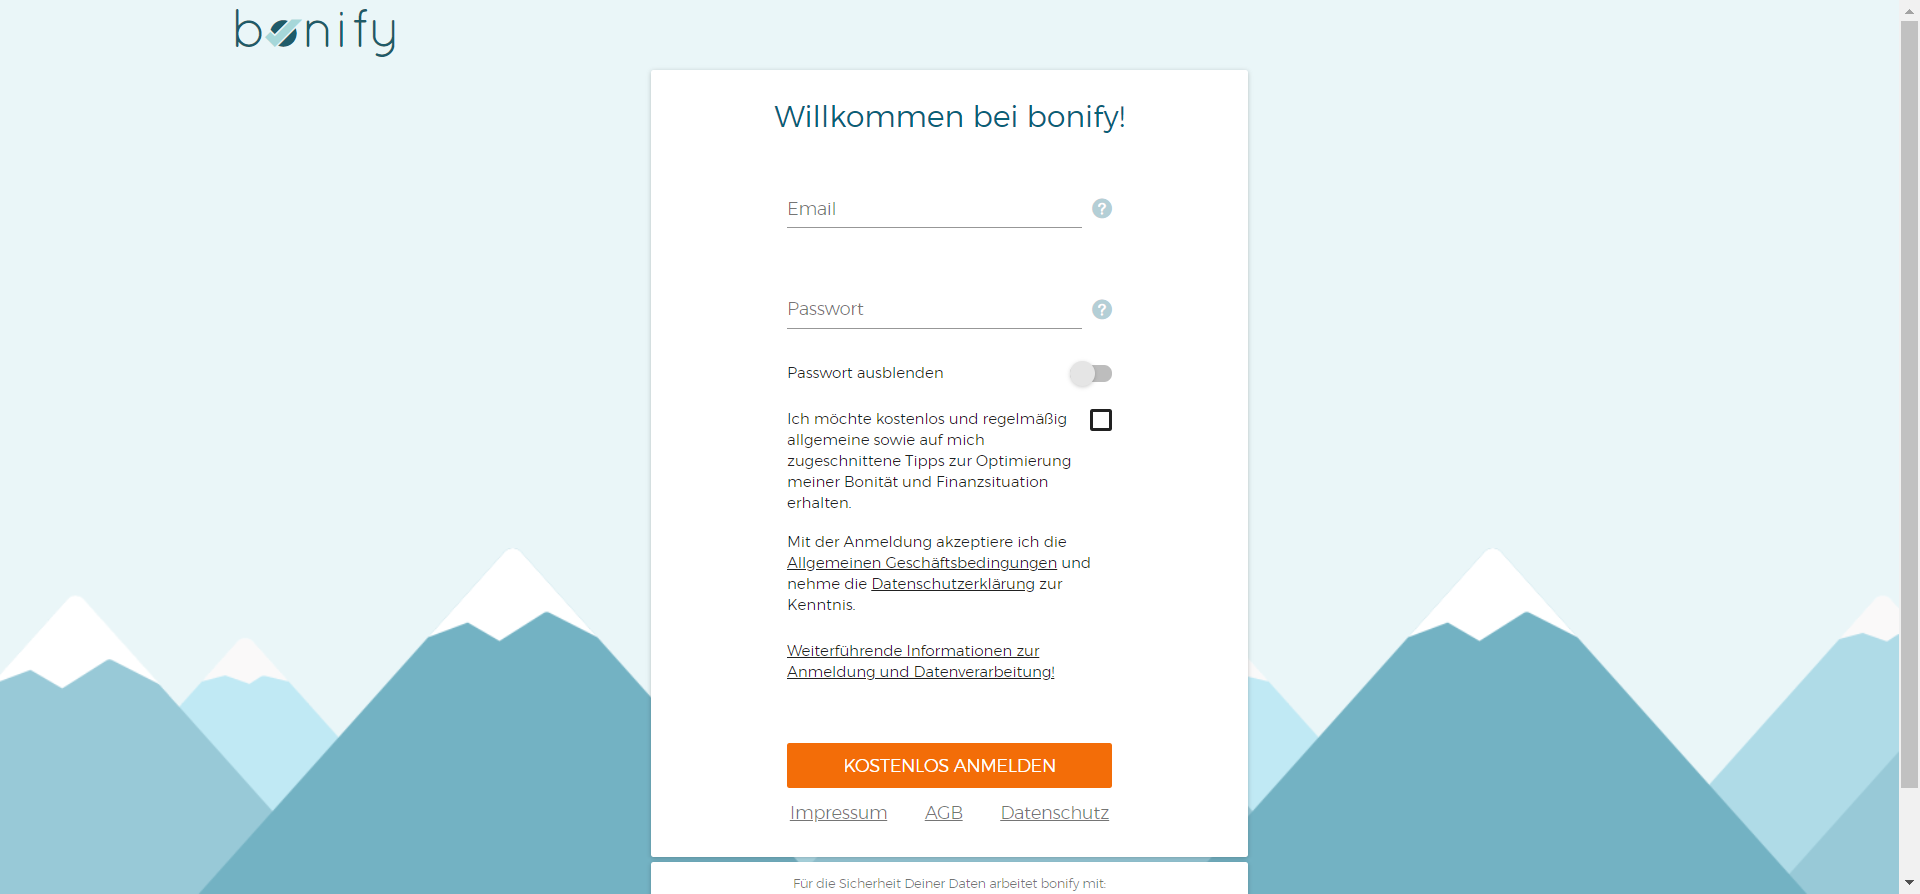 bonify
Willkommen bei bonify!
Email
?
Passwort
?
Passwort ausblenden
Ich möchte kostenlos und regelmäßig
allgemeine sowie auf mich
zugeschnittene Tipps zur Optimierung
meiner Bonität und Finanzsituation
erhalten.
Mit der Anmeldung akzeptiere ich die
Allgemeinen Geschäftsbedingungen und
nehme die Datenschutzerklärung zur
Kenntnis.
Weiterführende Informationen zur
Anmeldung und Datenverarbeitung!
KOSTENLOS ANMELDEN
Impressum AGB Datenschutz
Für die Sicherheit Deiner Daten arbeitet bonify mit: